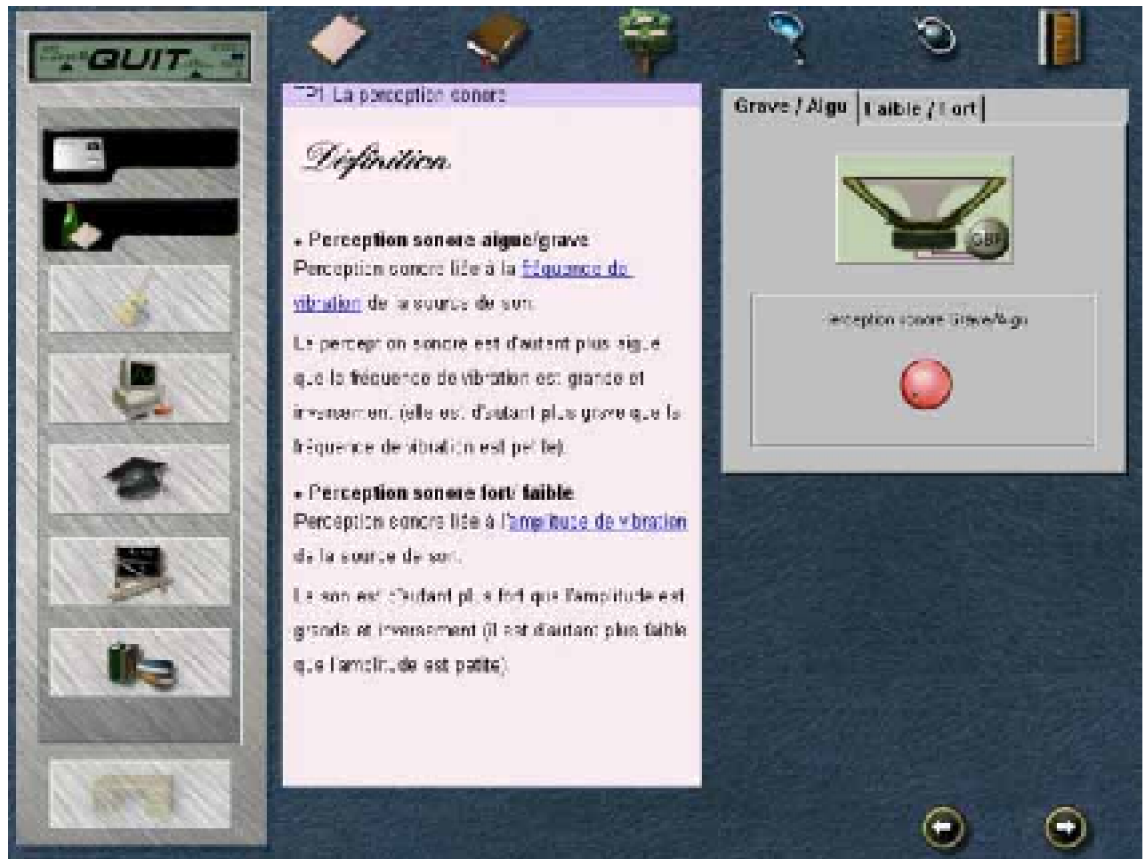 QUIT
TP1 La perception sonore
Définition
• Perception sonore aigue/grave
Perception sonore liée à la fréquence de
vibration de la source de son.
La perception sonore est d'autant plus aigue
que la fréquence de vibration est grande et
inversement (elle est d'autant plus grave que la
fréquence de vibration est petite).
• Perception sonore fort/ faible
Perception sonore liée à l'amplitude de vibration
de la source de son.
Le son est d'autant plus fort que l'amplitude est
grande et inversement (il est d'autant plus faible
que l'amplitude est petite).
Grave / Aigu
Faible / Fort
GBF
Perception sonore Grave/Aigu